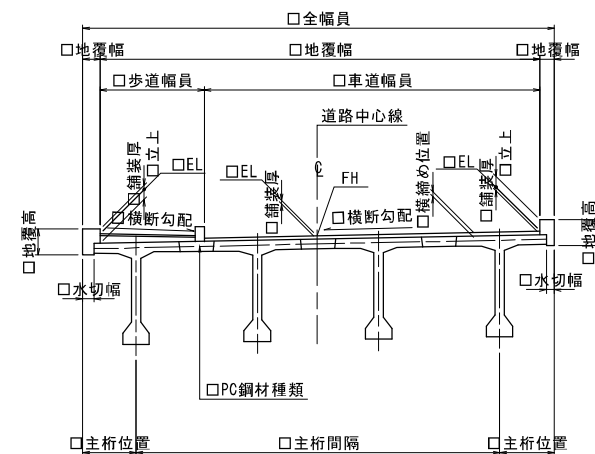 □全幅員
□地覆幅 □地覆幅 □地覆幅
□歩道幅員 □車道幅員
道路中心線
□舗装厚
□立上
□EL
□EL
□舗装厚
℄
FH
□横締め位置
□EL
□舗装厚
□立上
□横断勾配
□横断勾配
□地覆高
□地覆高
□水切幅
□水切幅
□PC鋼材種類
□主桁位置 □主桁間隔 □主桁位置